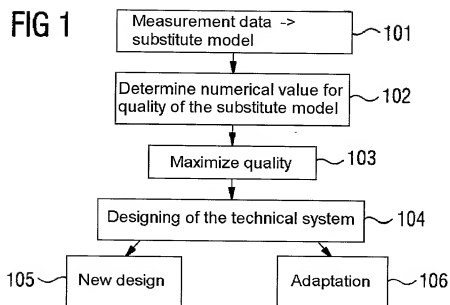 FIG 1
Measurement data ->
substitute model
101
Determine numerical value for
quality of the substitute model
102
Maximize quality
103
Designing of the technical system
104
105
New design
Adaptation
106